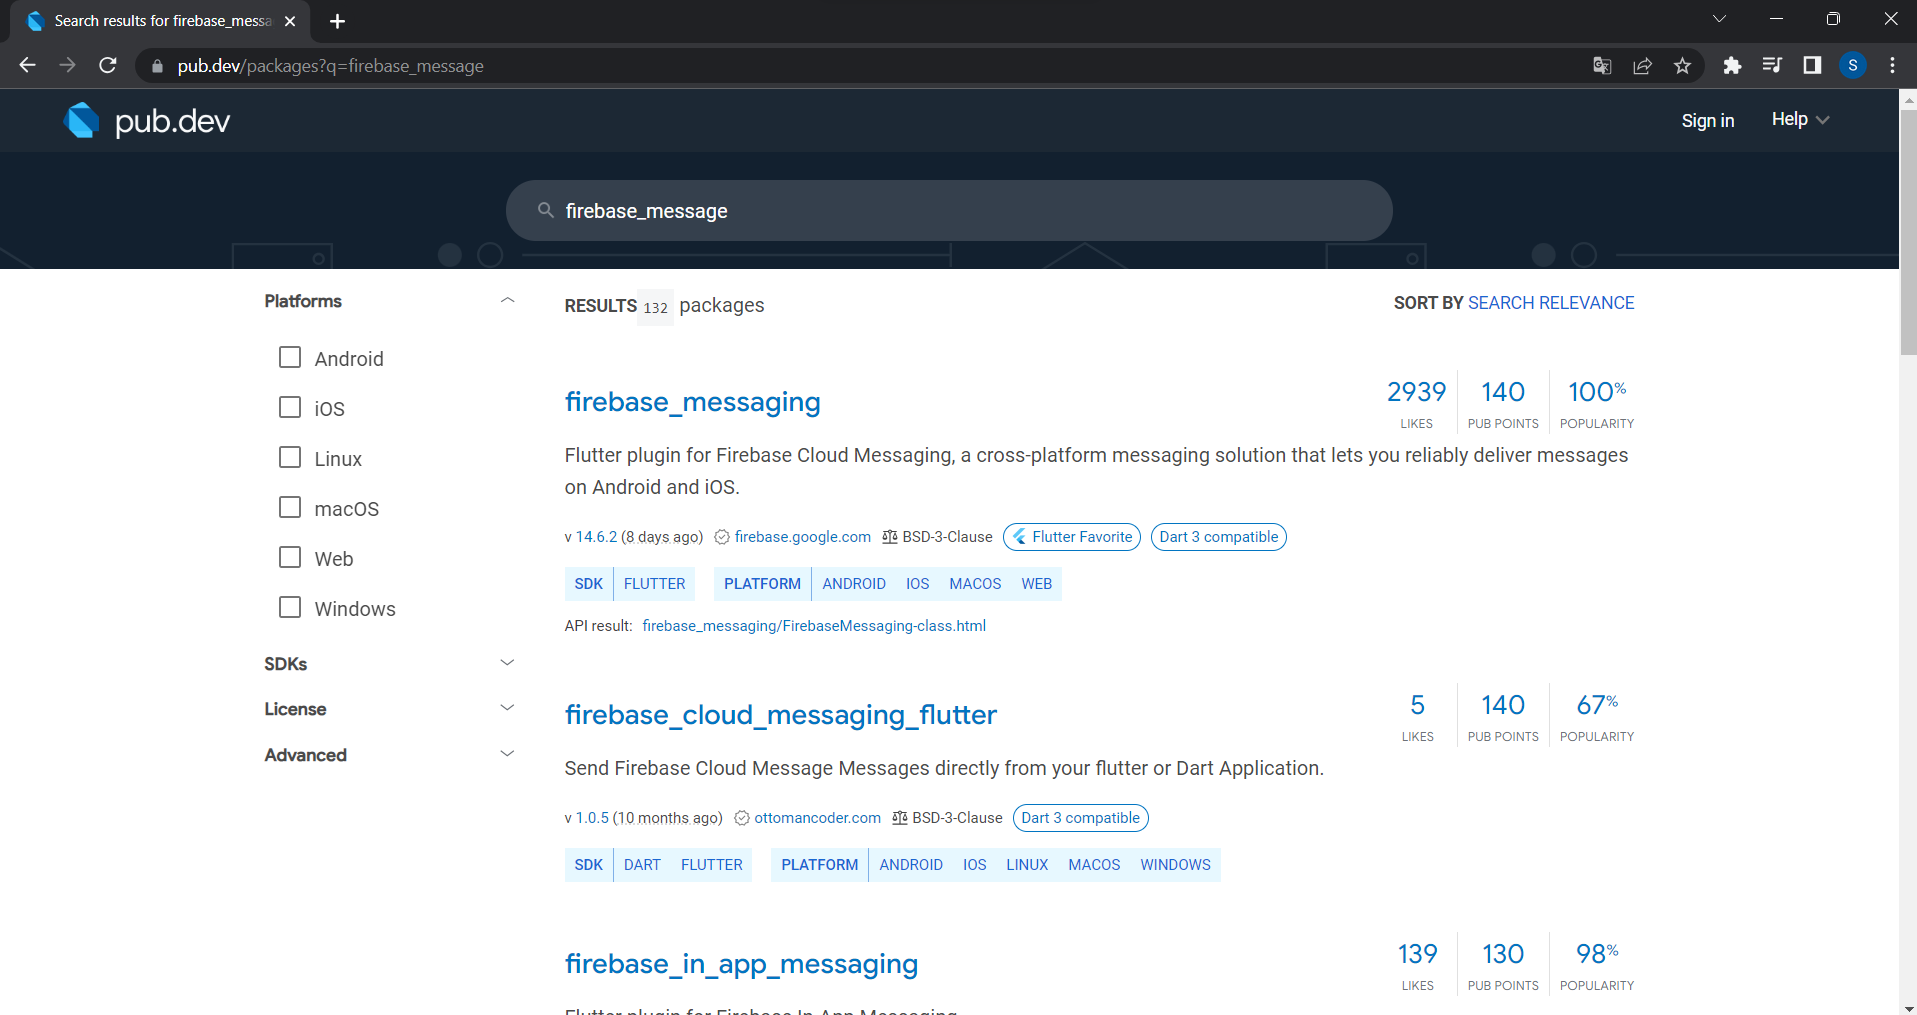 Search results for firebase_messa
pub.dev/packages?q=firebase_message
S
pub.dev
Sign in
Help
firebase_message
Platforms
Android
iOS
Linux
macOS
Web
Windows
SDKs
License
Advanced
RESULTS 132 packages
SORT BY SEARCH RELEVANCE
firebase_messaging
2939 140 100%
LIKES PUB POINTS POPULARITY
Flutter plugin for Firebase Cloud Messaging, a cross-platform messaging solution that lets you reliably deliver messages
on Android and iOS.
v 14.6.2 (8 days ago) firebase.google.com BSD-3-Clause Flutter Favorite Dart 3 compatible
SDK FLUTTER PLATFORM ANDROID IOS MACOS WEB
API result: firebase_messaging/FirebaseMessaging-class.html
firebase_cloud_messaging_flutter
5 140 67%
LIKES PUB POINTS POPULARITY
Send Firebase Cloud Message Messages directly from your flutter or Dart Application.
v 1.0.5 (10 months ago) ottomancoder.com BSD-3-Clause Dart 3 compatible
SDK DART FLUTTER PLATFORM ANDROID IOS LINUX MACOS WINDOWS
firebase_in_app_messaging
139 130 98%
LIKES PUB POINTS POPULARITY
Flutter plugin for Firebase In App Messaging